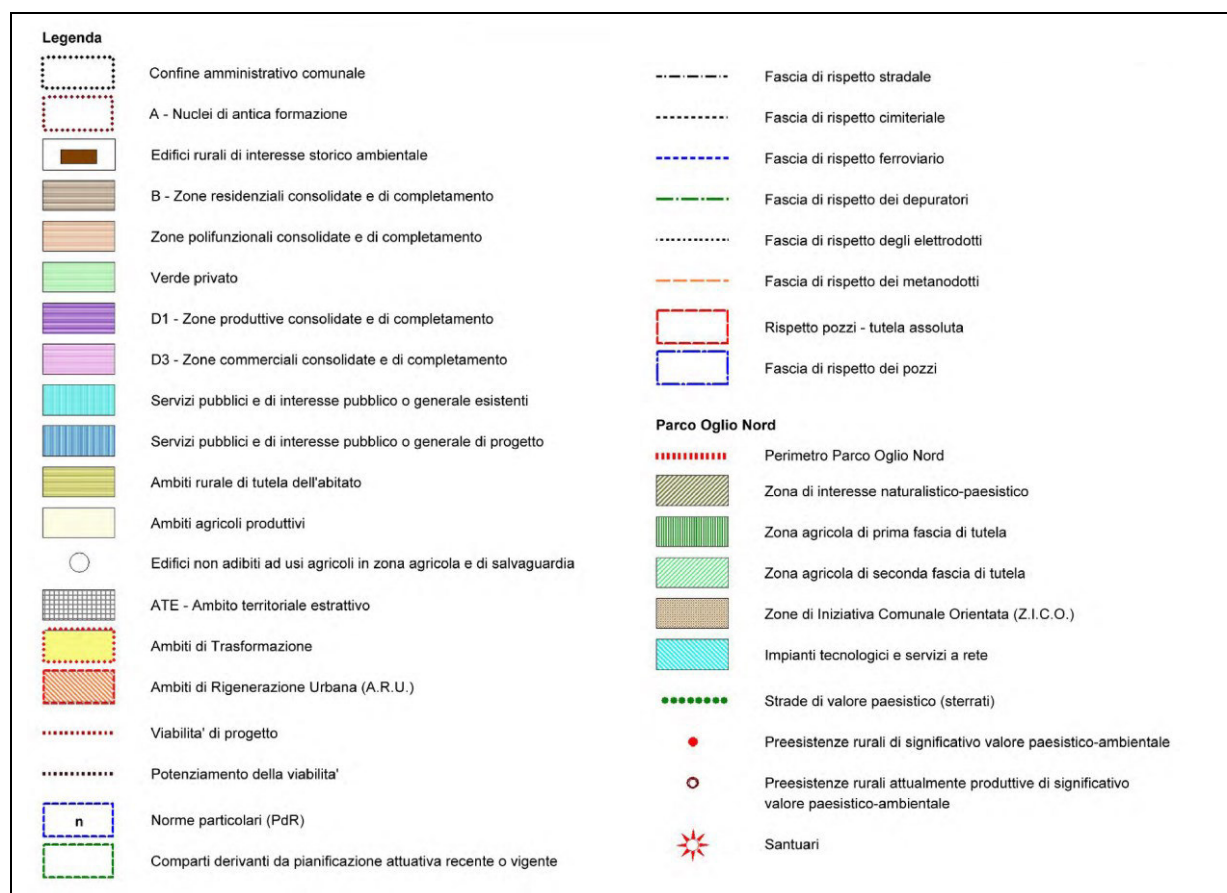 Legenda
Confine amministrativo comunale
A - Nuclei di antica formazione
Edifici rurali di interesse storico ambientale
B - Zone residenziali consolidate e di completamento
Zone polifunzionali consolidate e di completamento
Verde privato
D1 - Zone produttive consolidate e di completamento
D3 - Zone commerciali consolidate e di completamento
Servizi pubblici e di interesse pubblico o generale esistenti
Servizi pubblici e di interesse pubblico o generale di progetto
Ambiti rurale di tutela dell'abitato
Ambiti agricoli produttivi
Edifici non adibiti ad usi agricoli in zona agricola e di salvaguardia
ATE - Ambito territoriale estrattivo
Ambiti di Trasformazione
Ambiti di Rigenerazione Urbana (A.R.U.)
Viabilita' di progetto
Potenziamento della viabilita'
n Norme particolari (PdR)
Comparti derivanti da pianificazione attuativa recente o vigente
Fascia di rispetto stradale
Fascia di rispetto cimiteriale
Fascia di rispetto ferroviario
Fascia di rispetto dei depuratori
Fascia di rispetto degli elettrodotti
Fascia di rispetto dei metanodotti
Rispetto pozzi - tutela assoluta
Fascia di rispetto dei pozzi
Parco Oglio Nord
Perimetro Parco Oglio Nord
Zona di interesse naturalistico-paesistico
Zona agricola di prima fascia di tutela
Zona agricola di seconda fascia di tutela
Zone di Iniziativa Comunale Orientata (Z.I.C.O.)
Impianti tecnologici e servizi a rete
Strade di valore paesistico (sterrati)
Preesistenze rurali di significativo valore paesistico-ambientale
Preesistenze rurali attualmente produttive di significativo
valore paesistico-ambientale
Santuari